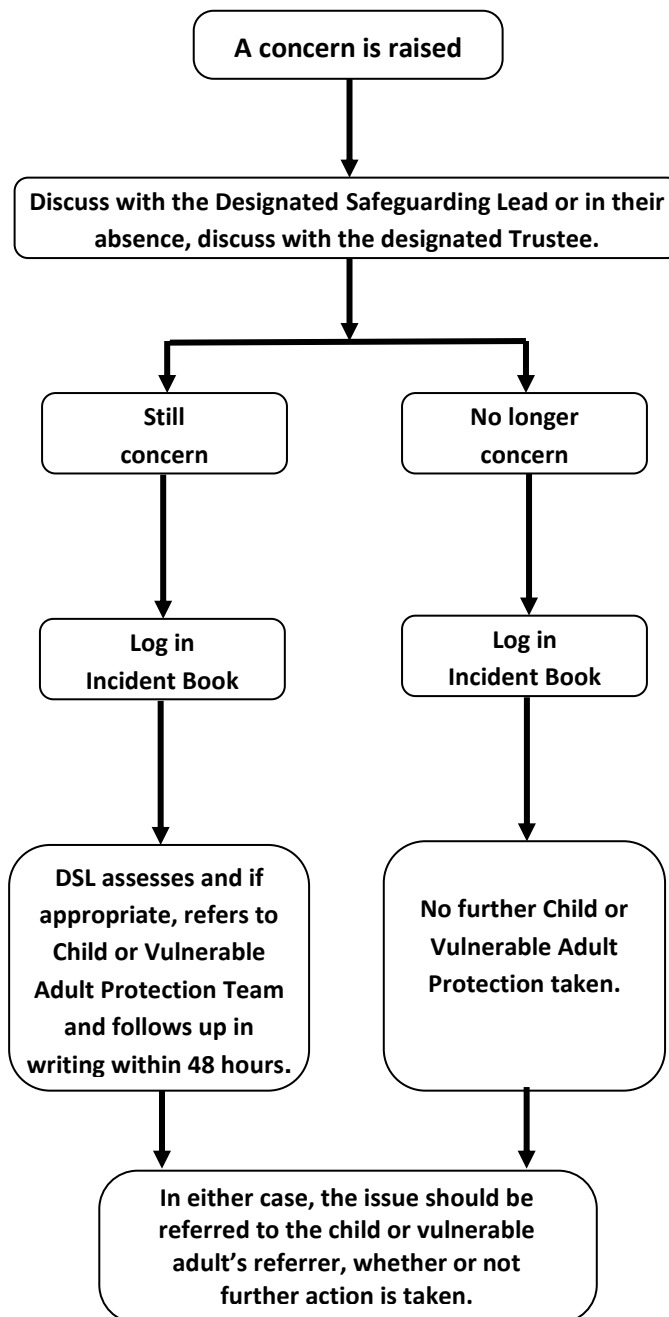 A concern is raised
Discuss with the Designated Safeguarding Lead or in their
absence, discuss with the designated Trustee.
Still
concern
No longer
concern
Log in
Incident Book
Log in
Incident Book
DSL assesses and if
appropriate, refers to
Child or Vulnerable
Adult Protection Team
and follows up in
writing within 48 hours.
No further Child or
Vulnerable Adult
Protection taken.
In either case, the issue should be
referred to the child or vulnerable
adult’s referrer, whether or not
further action is taken.